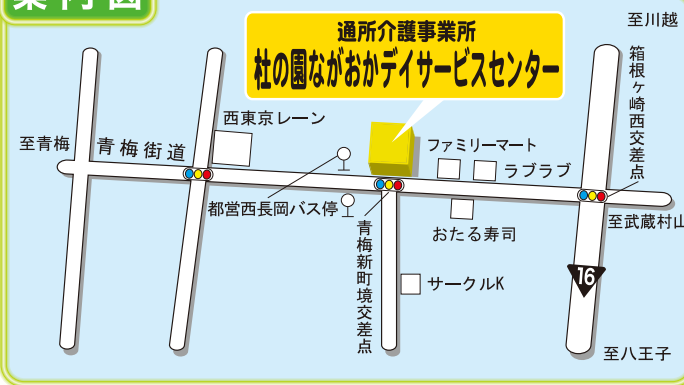 案内図
至川越
通所介護事業所
杜の園ながおかデイサービスセンター
箱根ヶ崎西交差点
西東京レーン
至青梅
青梅街道
ファミリーマート
ラブラブ
都営西長岡バス停
おたる寿司
至武蔵村山
青梅新町境交差点
サークルK
16
至八王子